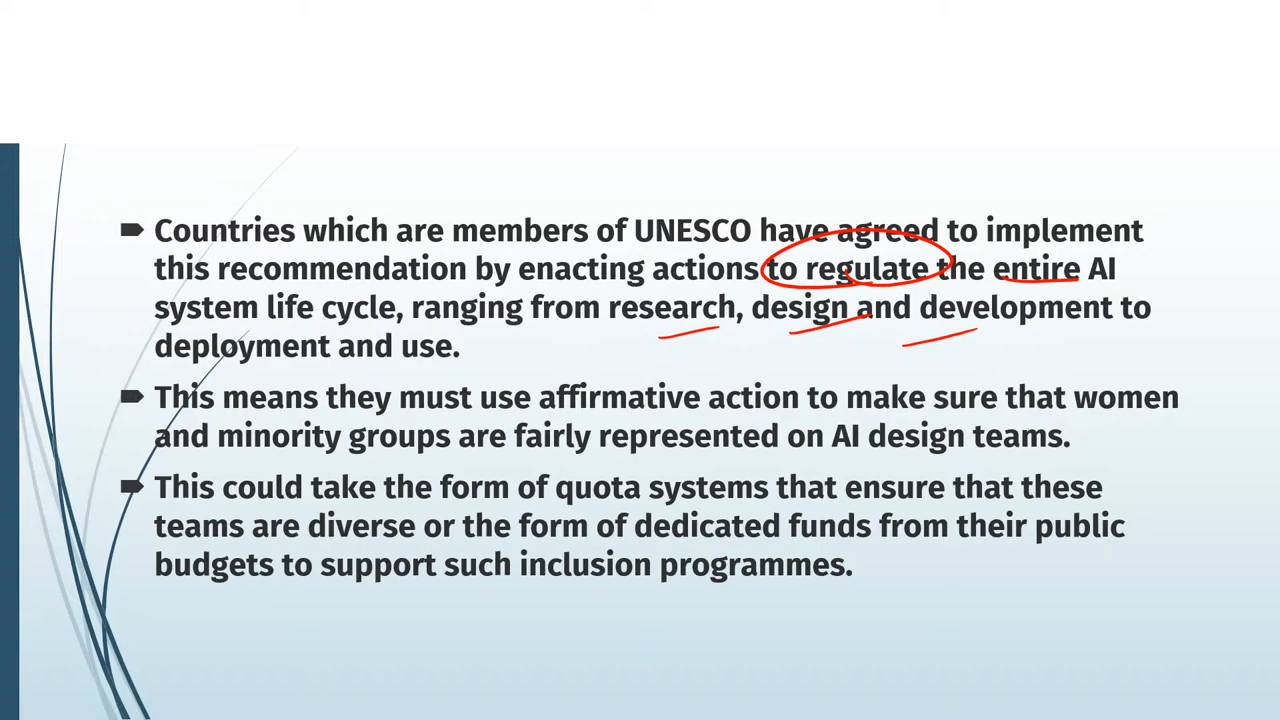 Countries which are members of UNESCO have agreed to implement
this recommendation by enacting actions to regulate the entire AI
system life cycle, ranging from research, design and development to
deployment and use.
This means they must use affirmative action to make sure that women
and minority groups are fairly represented on AI design teams.
This could take the form of quota systems that ensure that these
teams are diverse or the form of dedicated funds from their public
budgets to support such inclusion programmes.